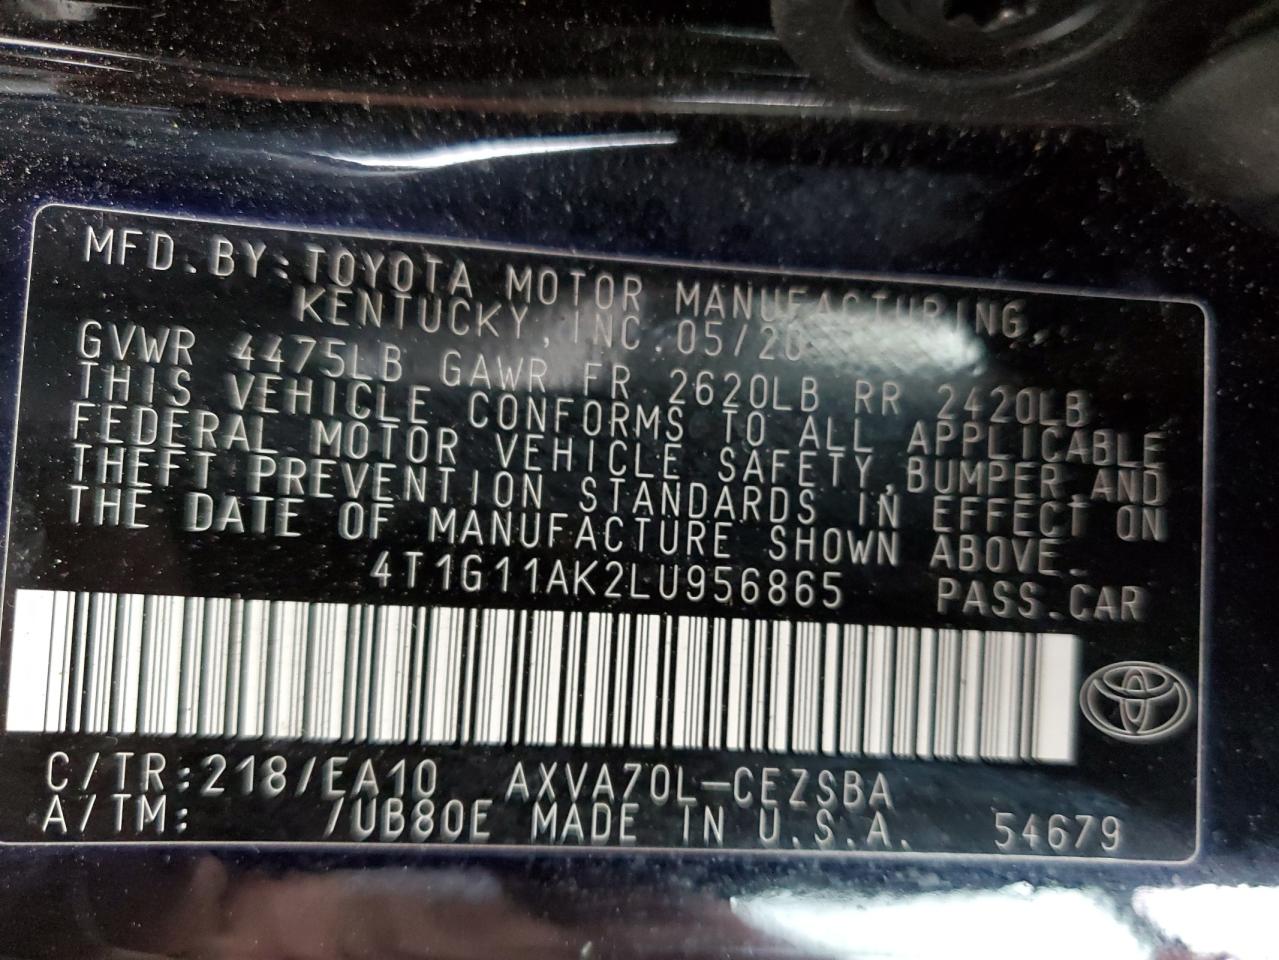 MFD.BY:TOYOTA MOTOR MANUFACTURING,
KENTUCKY,INC.05/20
GVWR 4475LB GAWR FR 2620LB RR 2420LB
THIS VEHICLE CONFORMS TO ALL APPLICABLE
FEDERAL MOTOR VEHICLE SAFETY,BUMPER,AND
THEFT PREVENTION STANDARDS IN EFFECT ON
THE DATE OF MANUFACTURE SHOWN ABOVE.
4T1G11AK2LU956865 PASS.CAR
C/TR:218/EA10 AXVA70L-CEZSBA
A/TM: /UB80E MADE IN U.S.A. 54679